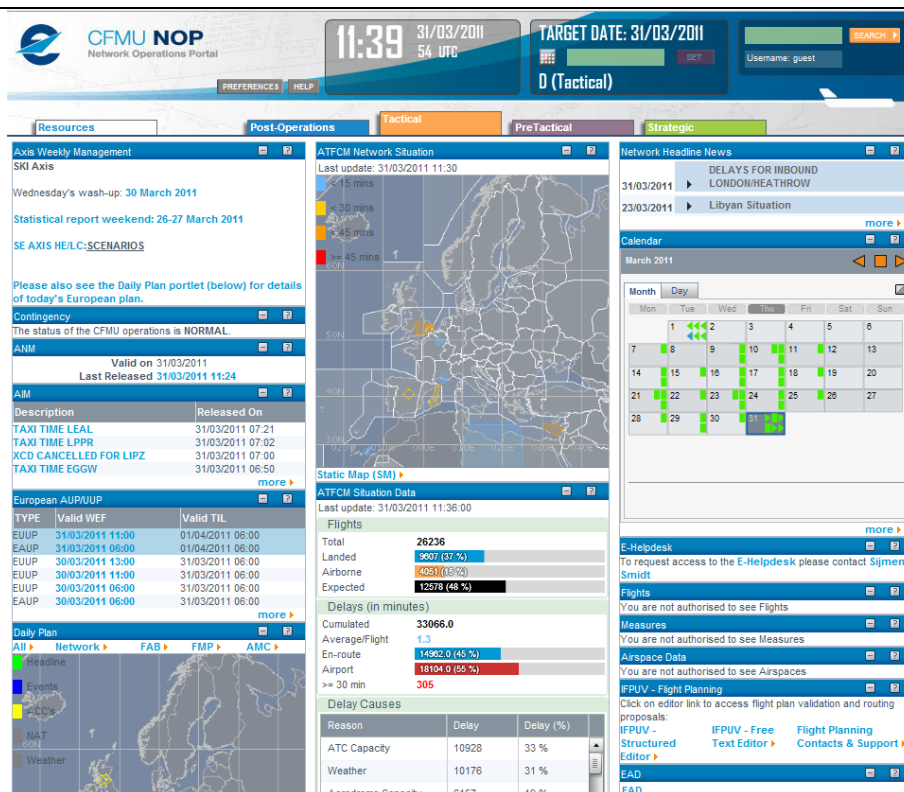 CFMU NOP
Network Operations Portal
PREFERENCES HELP
11:39 31/03/2011
54 UTC
TARGET DATE: 31/03/2011
SET
D (Tactical)
SEARCH
Username: guest
Resources
Post-Operations
Tactical
PreTactical
Strategic
Axis Weekly Management
SKI Axis
Wednesday's wash-up: 30 March 2011
Statistical report weekend: 26-27 March 2011
SE AXIS HE/LC:SCENARIOS
Please also see the Daily Plan portlet (below) for details
of today's European plan.
Contingency
The status of the CFMU operations is NORMAL.
ANM
Valid on 31/03/2011
Last Released 31/03/2011 11:24
AIM
Description Released On
TAXI TIME LEAL 31/03/2011 07:21
TAXI TIME LPPR 31/03/2011 07:02
XCD CANCELLED FOR LIPZ 31/03/2011 07:00
TAXI TIME EGGW 31/03/2011 06:50
more
European AUP/UUP
TYPE Valid WEF Valid TIL
EUUP 31/03/2011 11:00 01/04/2011 06:00
EAUP 31/03/2011 06:00 01/04/2011 06:00
EUUP 30/03/2011 13:00 31/03/2011 06:00
EUUP 30/03/2011 11:00 31/03/2011 06:00
EUUP 30/03/2011 06:00 31/03/2011 06:00
EAUP 30/03/2011 06:00 31/03/2011 06:00
more
Daily Plan
All Network FAB FMP AMC
Headline
Events
ACC's
NAT
60N
Weather
ATFCM Network Situation
Last update: 31/03/2011 11:30
< 15 mins
< 30 mins
< 45 mins
>= 45 mins
60N
50N
40N
30N
Static Map (SM)
ATFCM Situation Data
Last update: 31/03/2011 11:36:00
Flights
Total 26236
Landed 9607 (37 %)
Airborne 4051 (15 %)
Expected 12578 (48 %)
Delays (in minutes)
Cumulated 33066.0
Average/Flight 1.3
En-route 14962.0 (45 %)
Airport 18104.0 (55 %)
>= 30 min 305
Delay Causes
Reason Delay Delay (%)
ATC Capacity 10928 33 %
Weather 10176 31 %
Network Headline News
31/03/2011 DELAYS FOR INBOUND
LONDON/HEATHROW
23/03/2011 Libyan Situation
more
Calendar
March 2011
Month Day
Mon Tue Wed Thu Fri Sat Sun
1 2 3 4 5 6
7 8 9 10 11 12 13
14 15 16 17 18 19 20
21 22 23 24 25 26 27
28 29 30 31
more
E-Helpdesk
To request access to the E-Helpdesk please contact Sijmen
Smidt
Flights
You are not authorised to see Flights
Measures
You are not authorised to see Measures
Airspace Data
You are not authorised to see Airspaces
IFPUV - Flight Planning
Click on editor link to access flight plan validation and routing
proposals:
IFPUV - Structured Editor
IFPUV - Free Text Editor
Flight Planning Contacts & Support
EAD
EAD